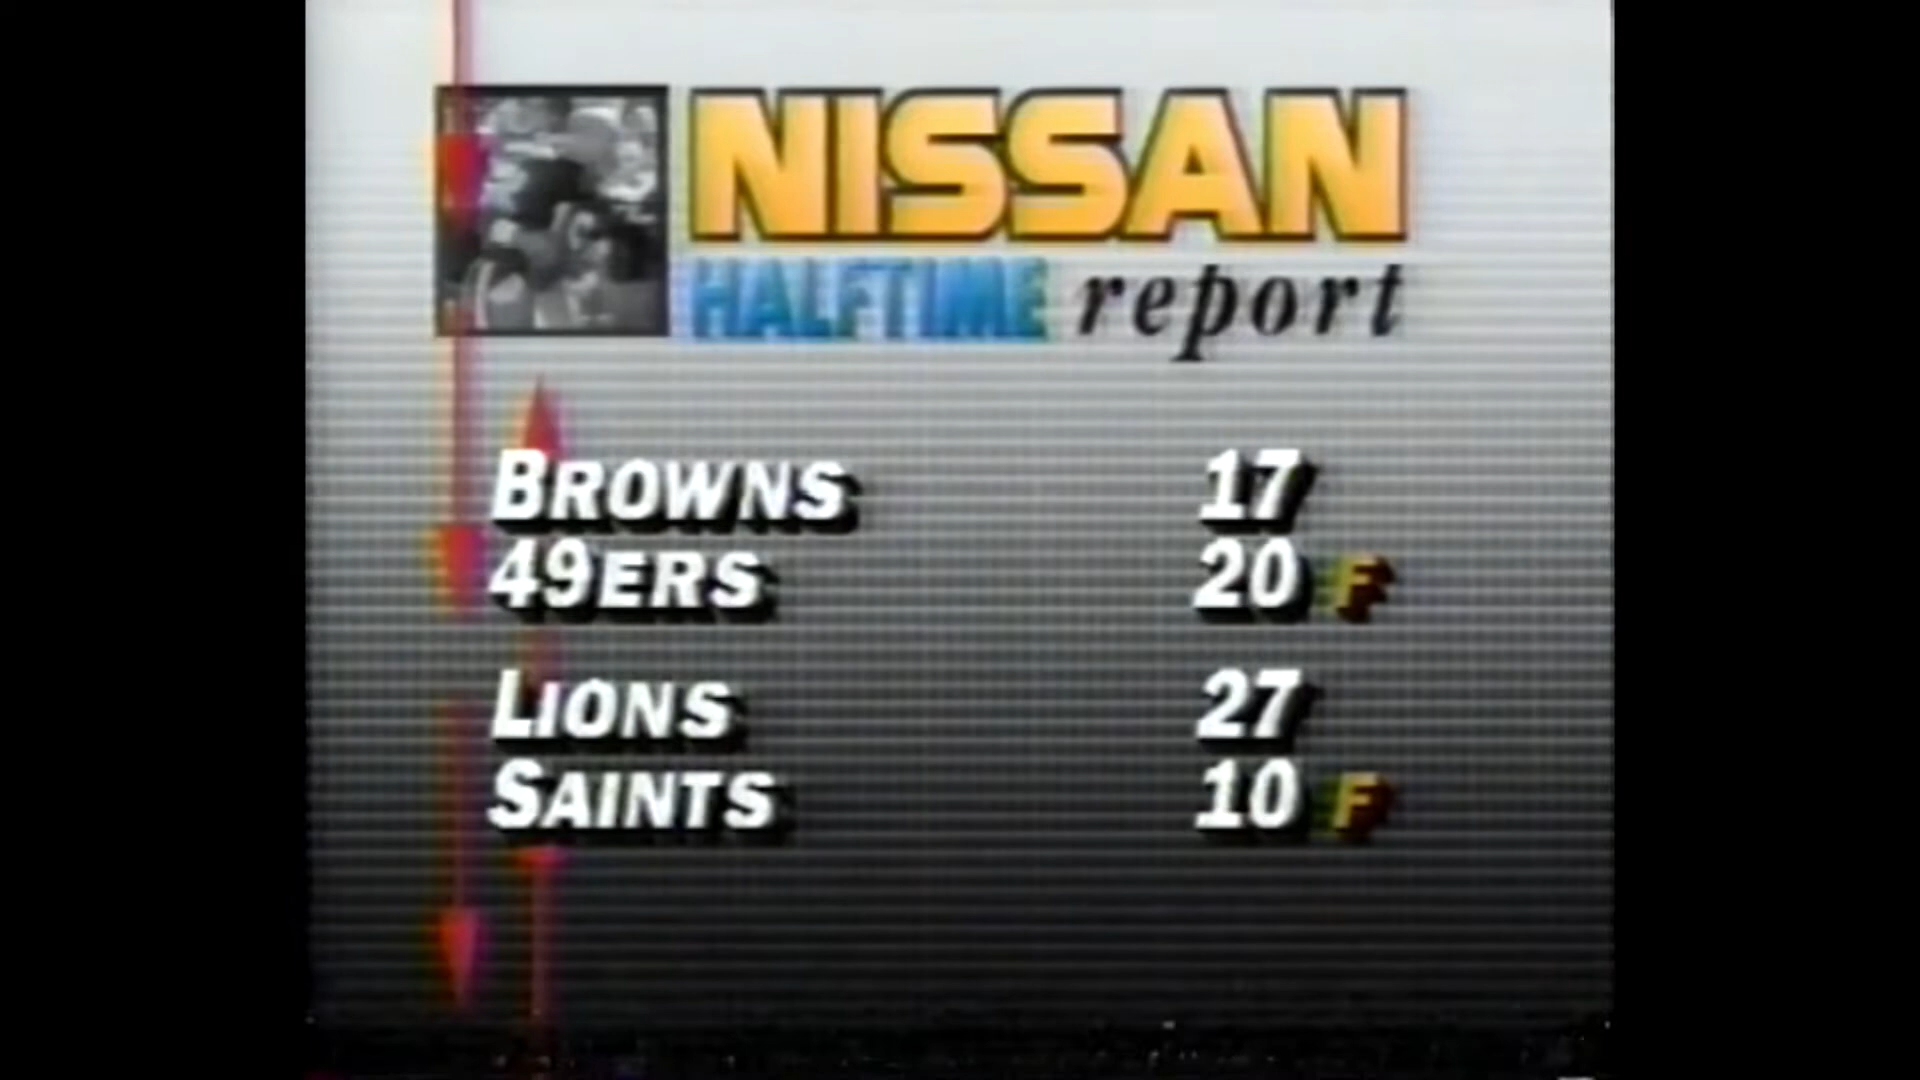 NISSAN
HALFTIME report
BROWNS 17
49ERS 20 F
LIONS 27
SAINTS 10 F